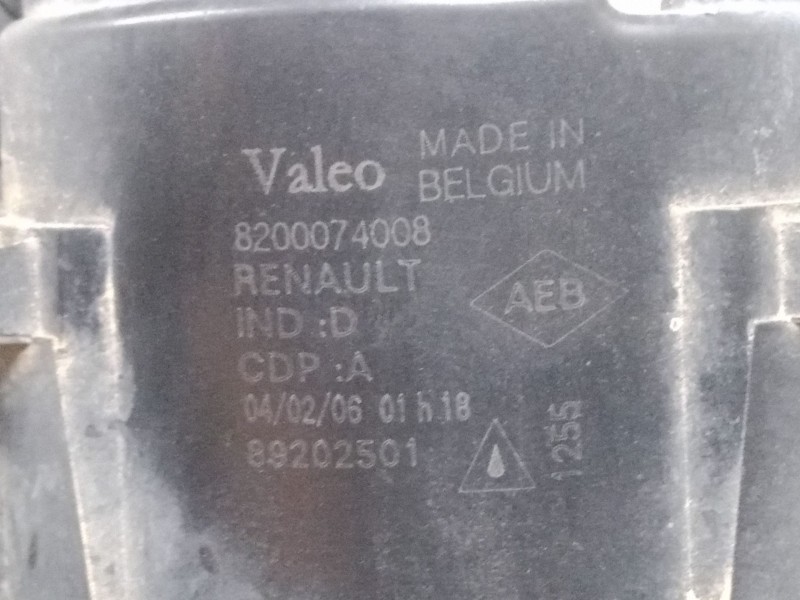 Valeo MADE IN
BELGIUM
8200074008
RENAULT
AEB
IND :D
CDP :A
04/02/06 01 h 18
89202501
1255